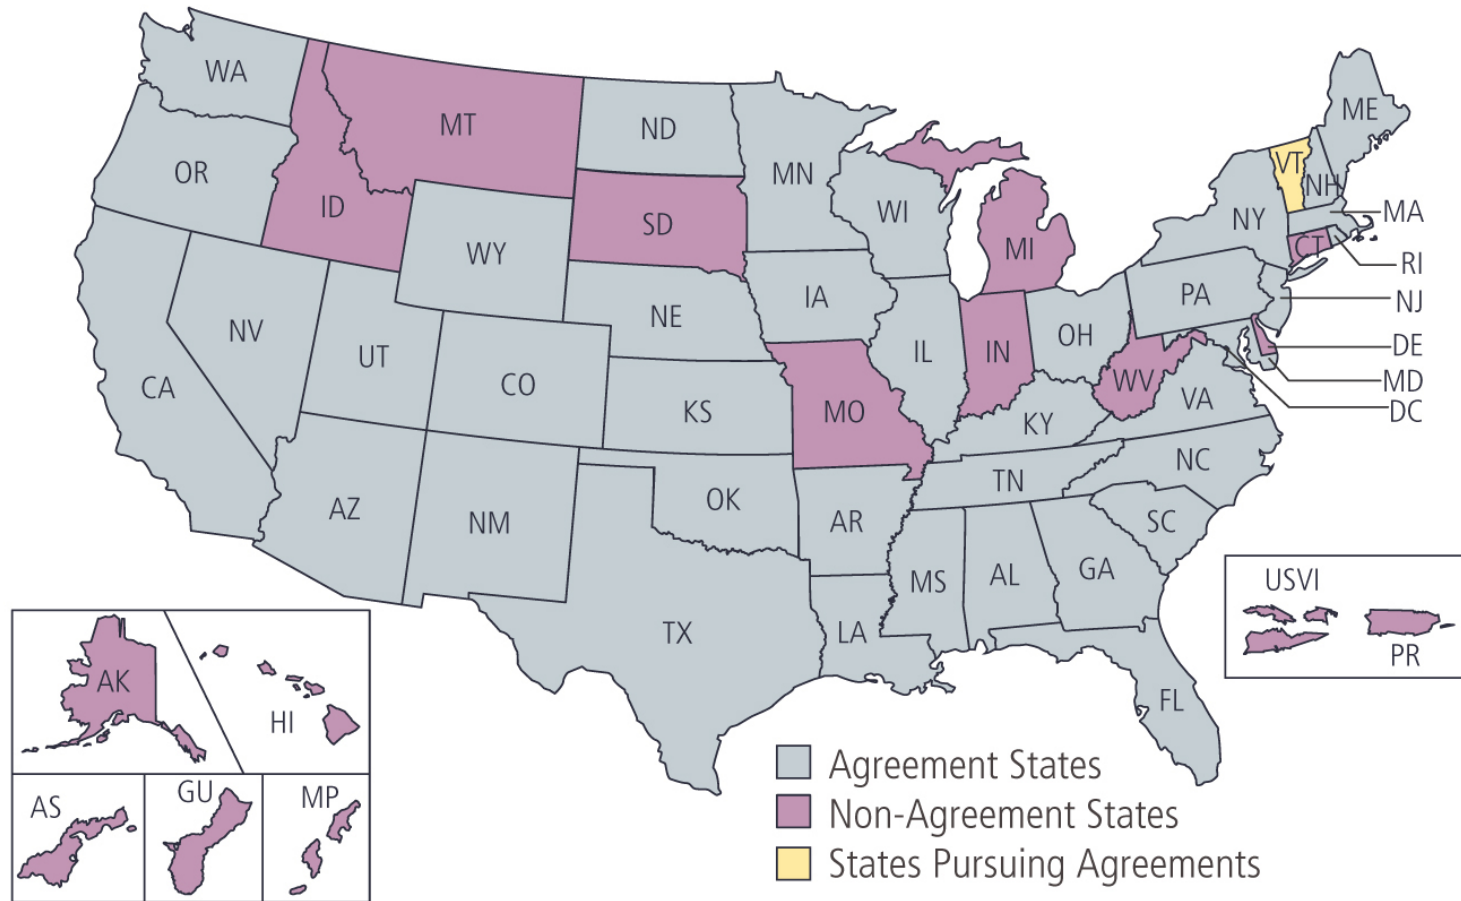 WA
MT
ND
ME
OR
ID
MN
VT
NH
SD
WI
NY
MA
WY
MI
CT
RI
IA
PA
NJ
NE
NV
UT
IL
IN
OH
DE
CA
CO
MD
WV
VA
DC
KS
MO
KY
NC
TN
AZ
NM
OK
AR
SC
MS
AL
GA
USVI
TX
LA
PR
FL
AK
HI
AS
GU
MP
Agreement States
Non-Agreement States
States Pursuing Agreements